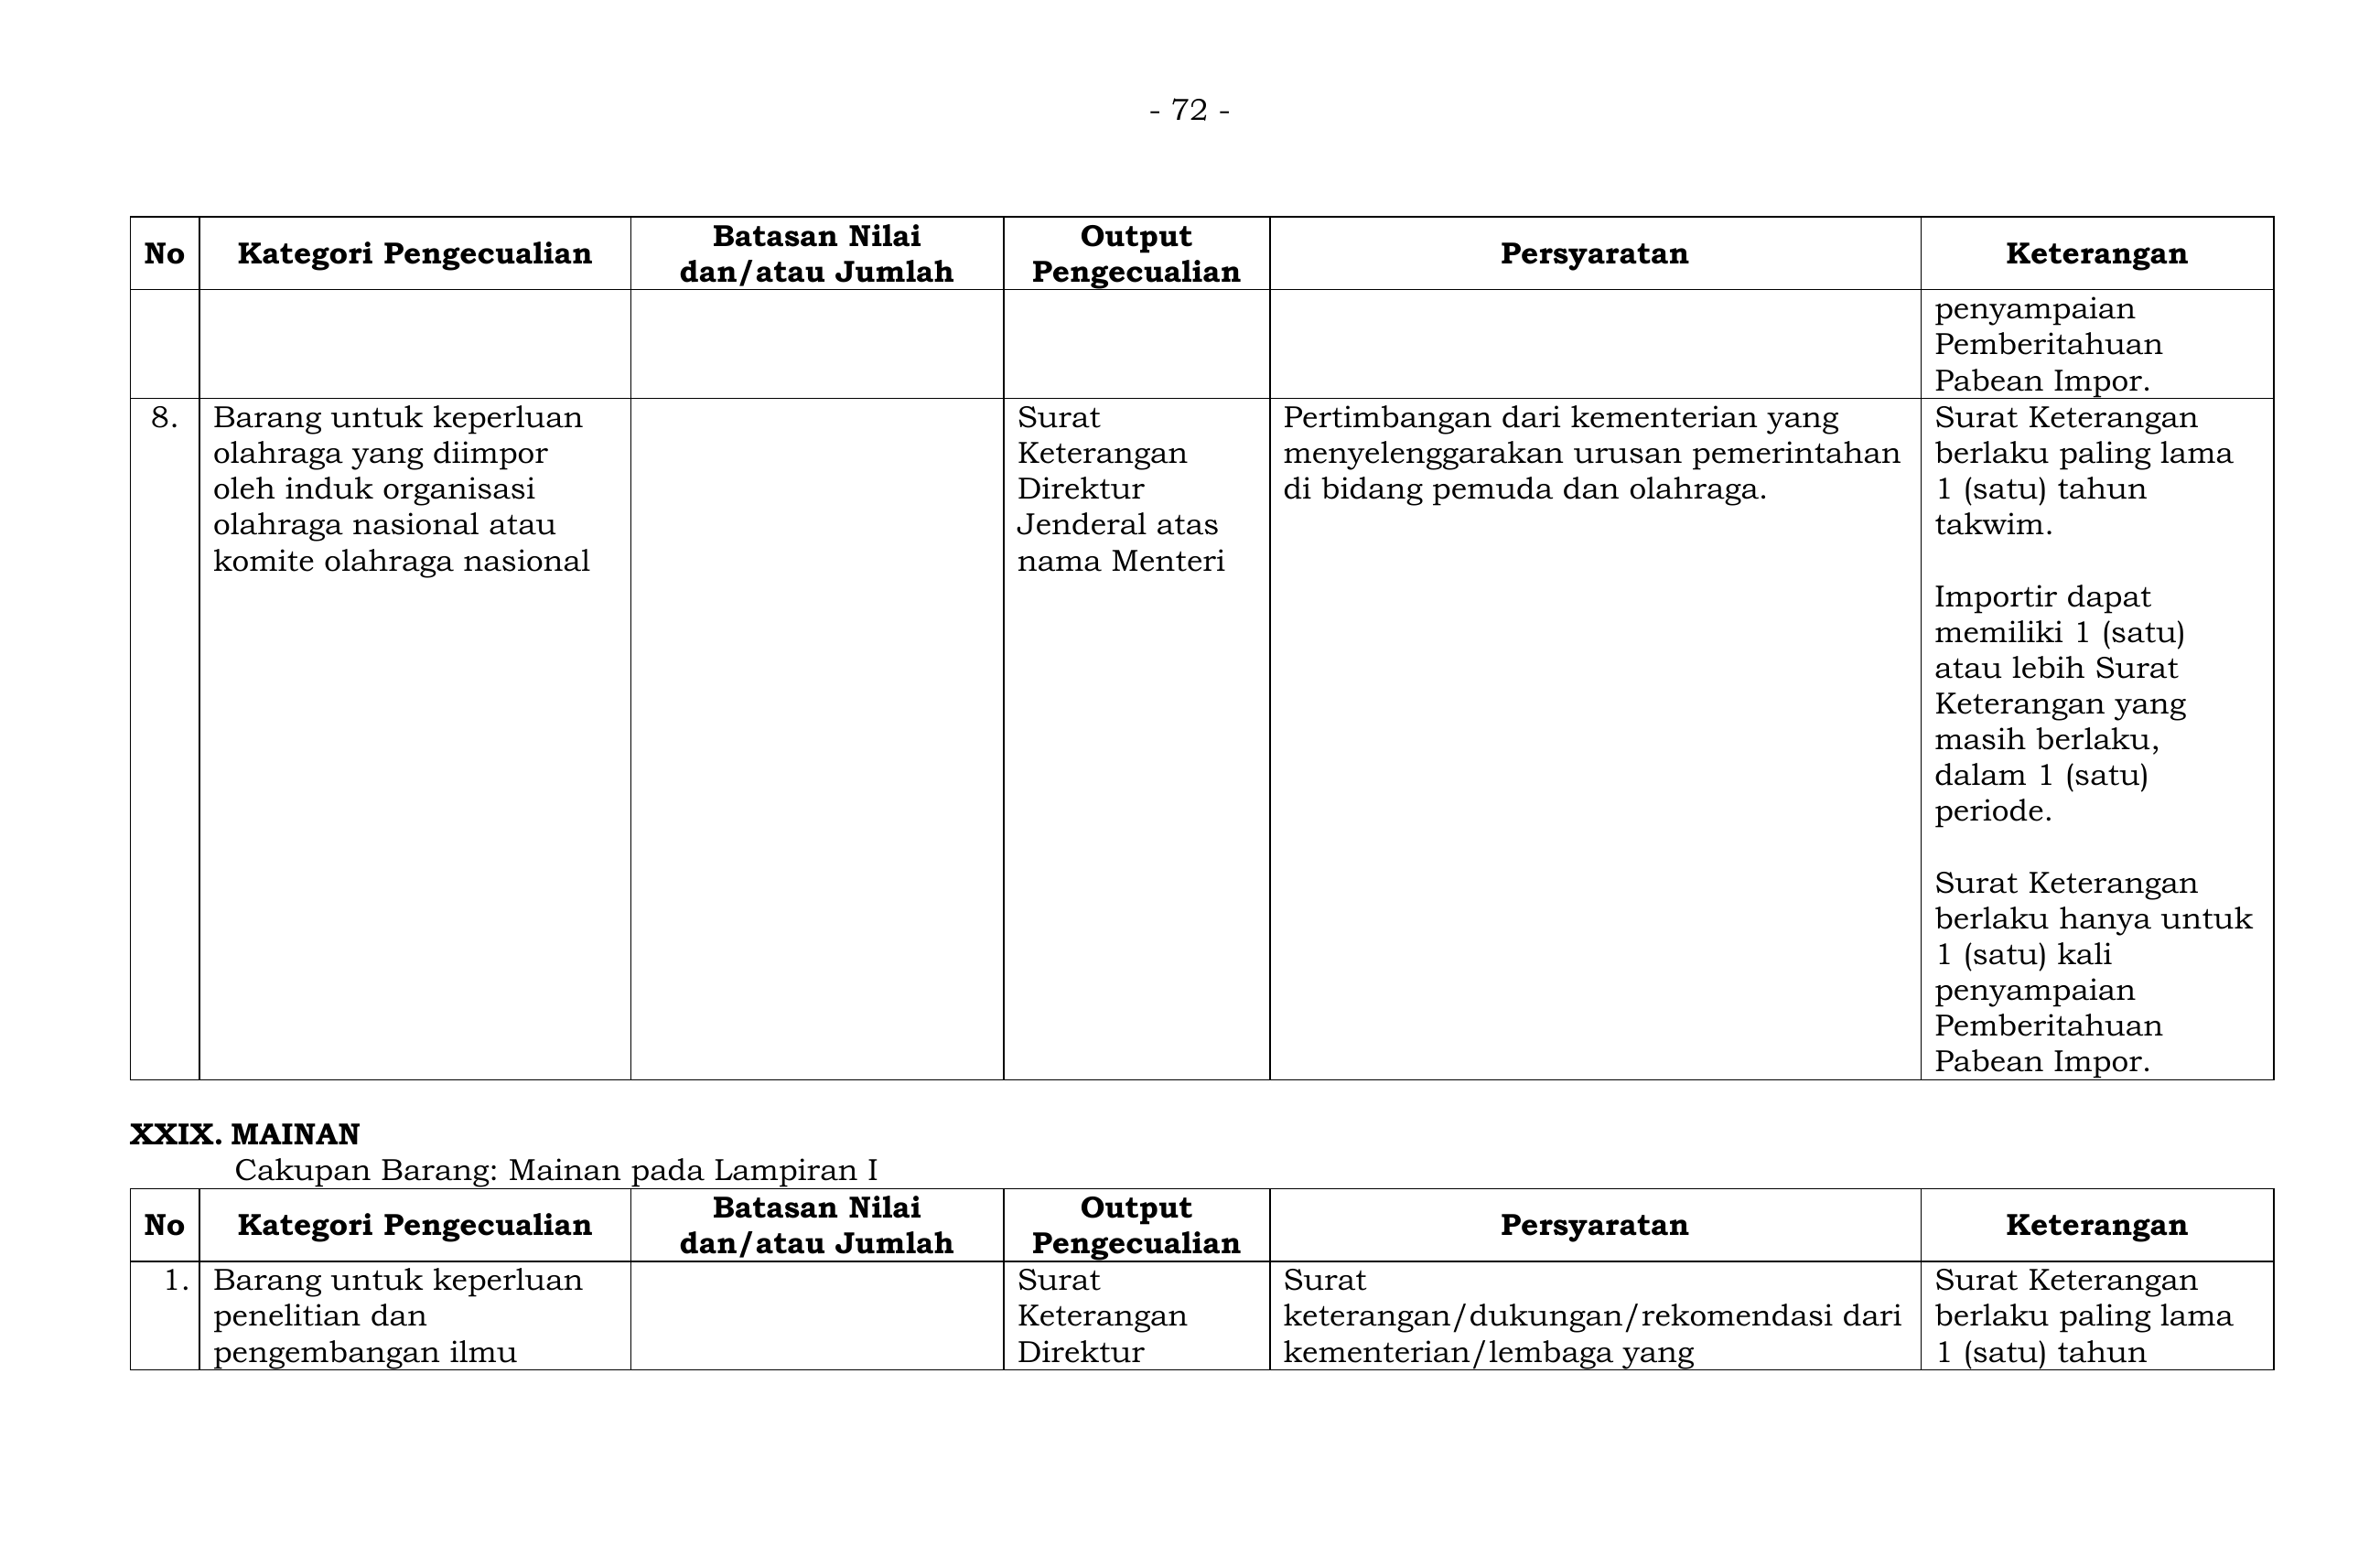 - 72 -
No
Kategori Pengecualian
Batasan Nilai
dan/atau Jumlah
Output
Pengecualian
Persyaratan
Keterangan
penyampaian
Pemberitahuan
Pabean Impor.
8.
Barang untuk keperluan
olahraga yang diimpor
oleh induk organisasi
olahraga nasional atau
komite olahraga nasional
Surat
Keterangan
Direktur
Jenderal atas
nama Menteri
Pertimbangan dari kementerian yang
menyelenggarakan urusan pemerintahan
di bidang pemuda dan olahraga.
Surat Keterangan
berlaku paling lama
1 (satu) tahun
takwim.
Importir dapat
memiliki 1 (satu)
atau lebih Surat
Keterangan yang
masih berlaku,
dalam 1 (satu)
periode.
Surat Keterangan
berlaku hanya untuk
1 (satu) kali
penyampaian
Pemberitahuan
Pabean Impor.
XXIX. MAINAN
Cakupan Barang: Mainan pada Lampiran I
No
Kategori Pengecualian
Batasan Nilai
dan/atau Jumlah
Output
Pengecualian
Persyaratan
Keterangan
1.
Barang untuk keperluan
penelitian dan
pengembangan ilmu
Surat
Keterangan
Direktur
Surat
keterangan/dukungan/rekomendasi dari
kementerian/lembaga yang
Surat Keterangan
berlaku paling lama
1 (satu) tahun